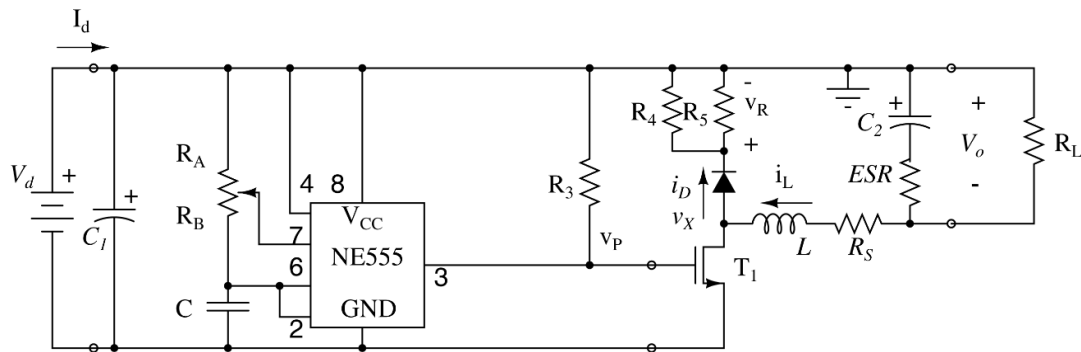 I_d
R_4
R_5
-
v_R
+
-
+
C_2
+
V_o
-
R_L
V_d
+
C_1
+
R_A
R_B
4
8
V_CC
7
NE555
6
3
GND
2
C
R_3
v_P
i_D
v_X
i_L
L
R_S
ESR
T_1